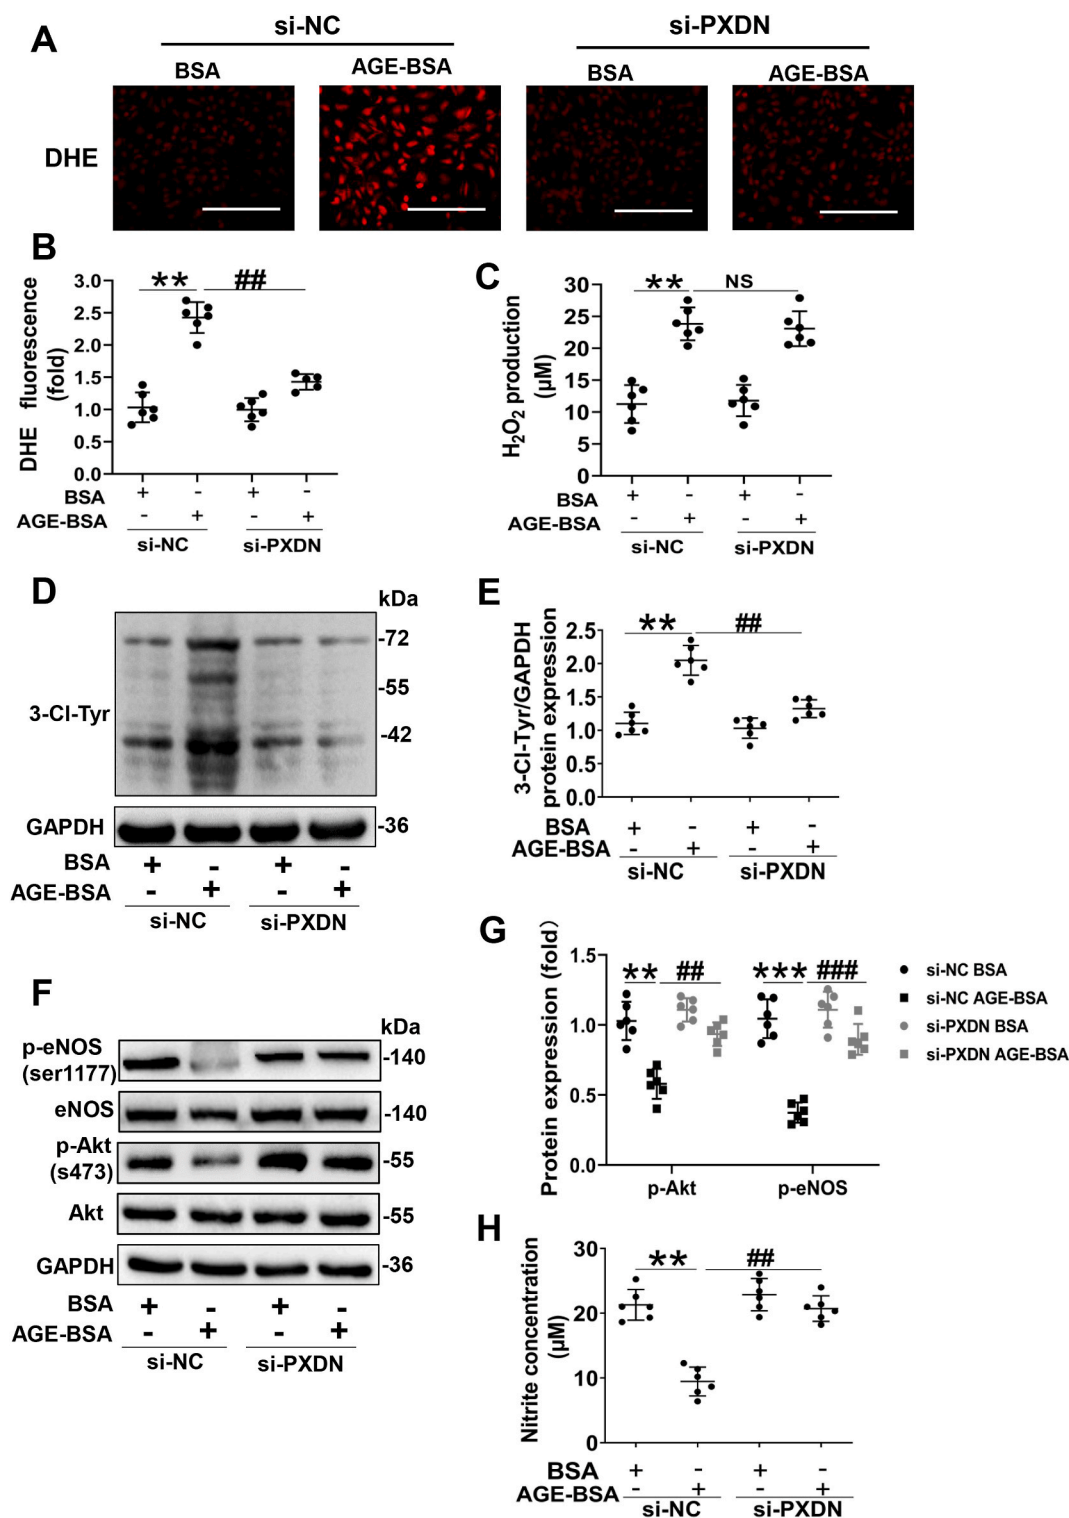 A
si-NC
si-PXDN
BSA
AGE-BSA
BSA
AGE-BSA
DHE
B
DHE fluorescence
(fold)
3.0
2.5
2.0
1.5
1.0
0.5
0.0
** ##
BSA + - + -
AGE-BSA - + - +
si-NC si-PXDN
C
H2O2 production
(µM)
30
25
20
15
10
5
0
** NS
BSA + - + -
AGE-BSA - + - +
si-NC si-PXDN
D
kDa
3-Cl-Tyr
-72
-55
-42
GAPDH -36
BSA + - + -
AGE-BSA - + - +
si-NC si-PXDN
E
3-Cl-Tyr/GAPDH
protein expression
2.5
2.0
1.5
1.0
0.5
0.0
** ##
BSA + - + -
AGE-BSA - + - +
si-NC si-PXDN
F
kDa
p-eNOS
(ser1177)
-140
eNOS -140
p-Akt
(s473)
-55
Akt -55
GAPDH -36
BSA + - + -
AGE-BSA - + - +
si-NC si-PXDN
G
Protein expression (fold)
1.5
1.0
0.5
0.0
** ## *** ###
p-Akt p-eNOS
si-NC BSA
si-NC AGE-BSA
si-PXDN BSA
si-PXDN AGE-BSA
H
Nitrite concentration
(µM)
30
20
10
0
** ##
BSA + - + -
AGE-BSA - + - +
si-NC si-PXDN